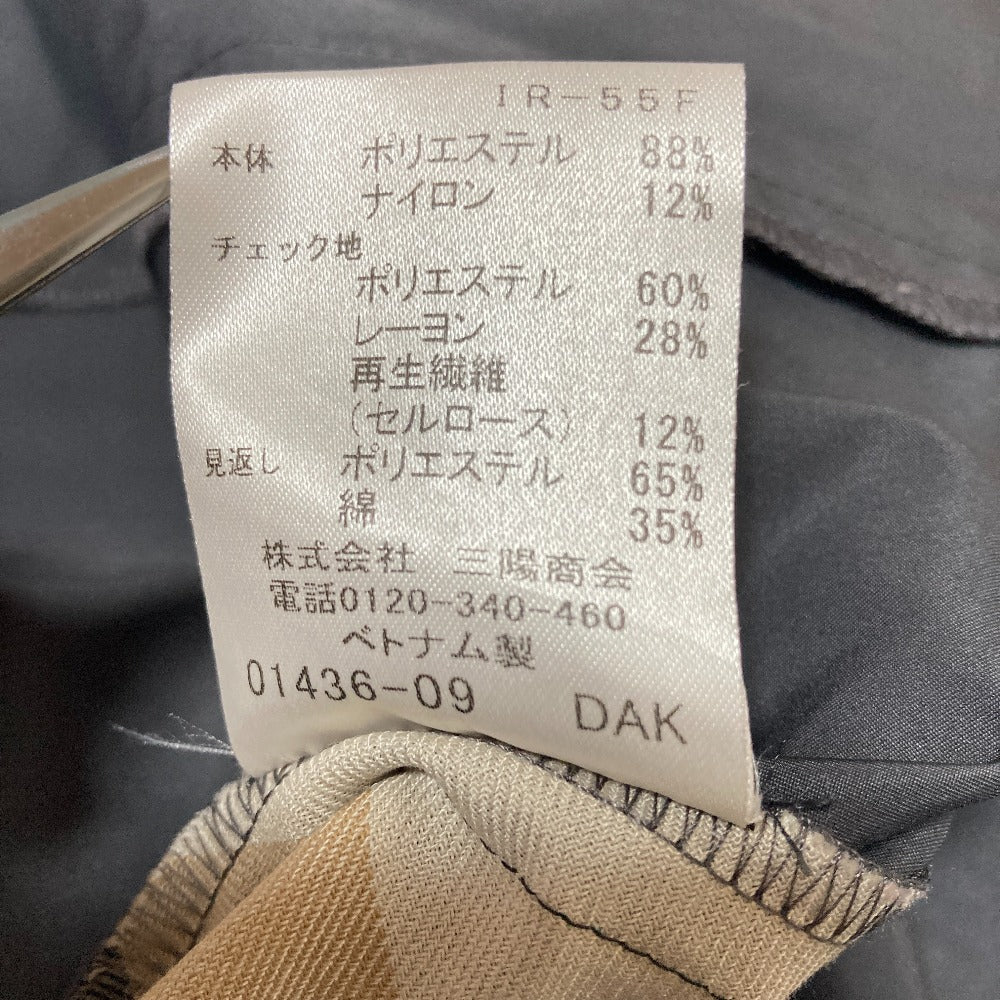 IR-55F
本体 ポリエステル 88%
ナイロン 12%
チェック地
ポリエステル 60%
レーヨン 28%
再生繊維
(セルロース) 12%
見返し ポリエステル 65%
綿 35%
株式会社 三陽商会
電話0120-340-460
ベトナム製
01436-09 DAK